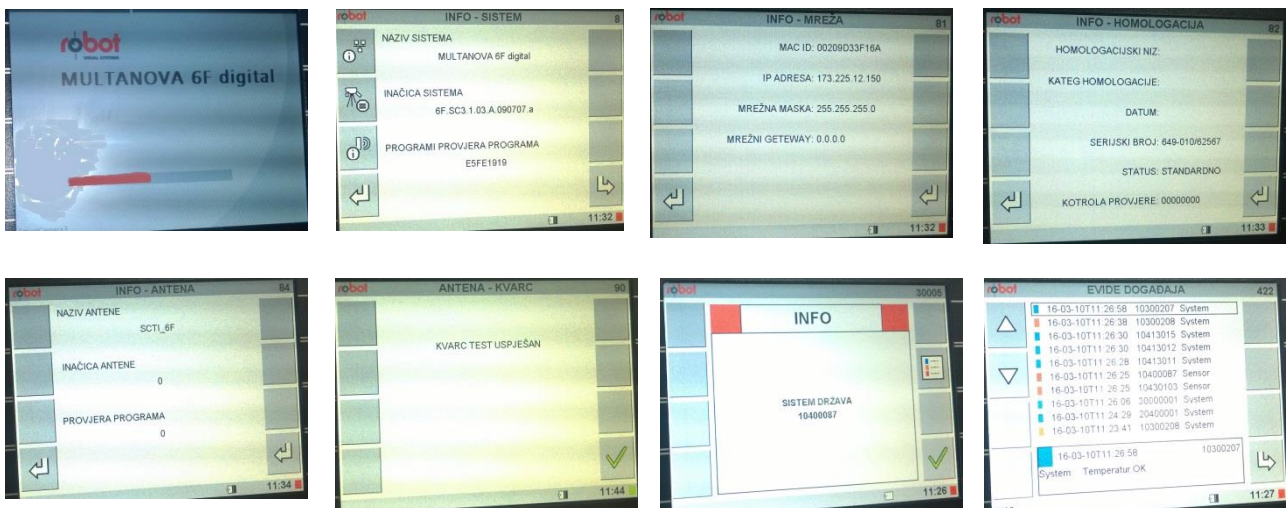 robot
VISUAL SYSTEMS
MULTANOVA 6F digital
robot INFO - SISTEM 8
NAZIV SISTEMA
MULTANOVA 6F digital
INAČICA SISTEMA
6F.SC3.1.03.A.090707.a
PROGRAMI PROVJERA PROGRAMA
E5FE1919
11:32
robot INFO - MREŽA 81
MAC ID: 00209D33F16A
IP ADRESA: 173.225.12.150
MREŽNA MASKA: 255.255.255.0
MREŽNI GETEWAY: 0.0.0.0
11:32
robot INFO - HOMOLOGACIJA 82
HOMOLOGACIJSKI NIZ:
KATEG HOMOLOGACIJE:
DATUM:
SERIJSKI BROJ: 649-010/62567
STATUS: STANDARDNO
KOTROLA PROVJERE: 00000000
11:33
robot INFO - ANTENA 84
NAZIV ANTENE
SCTI_6F
INAČICA ANTENE
0
PROVJERA PROGRAMA
0
11:34
robot ANTENA - KVARC 90
KVARC TEST USPJEŠAN
11:44
robot 30005
INFO
SISTEM DRŽAVA
10400087
11:26
robot EVIDE DOGAĐAJA 422
16-03-10T11:26:58 10300207 System
16-03-10T11:26:38 10300208 System
16-03-10T11:26:30 10413015 System
16-03-10T11:26:30 10413012 System
16-03-10T11:26:28 10413011 System
16-03-10T11:26:25 10400087 Sensor
16-03-10T11:26:25 10430103 Sensor
16-03-10T11:26:06 20000001 System
16-03-10T11:24:29 20400001 System
16-03-10T11:23:41 10300208 System
16-03-10T11:26:58 10300207
System Temperatur OK
11:27